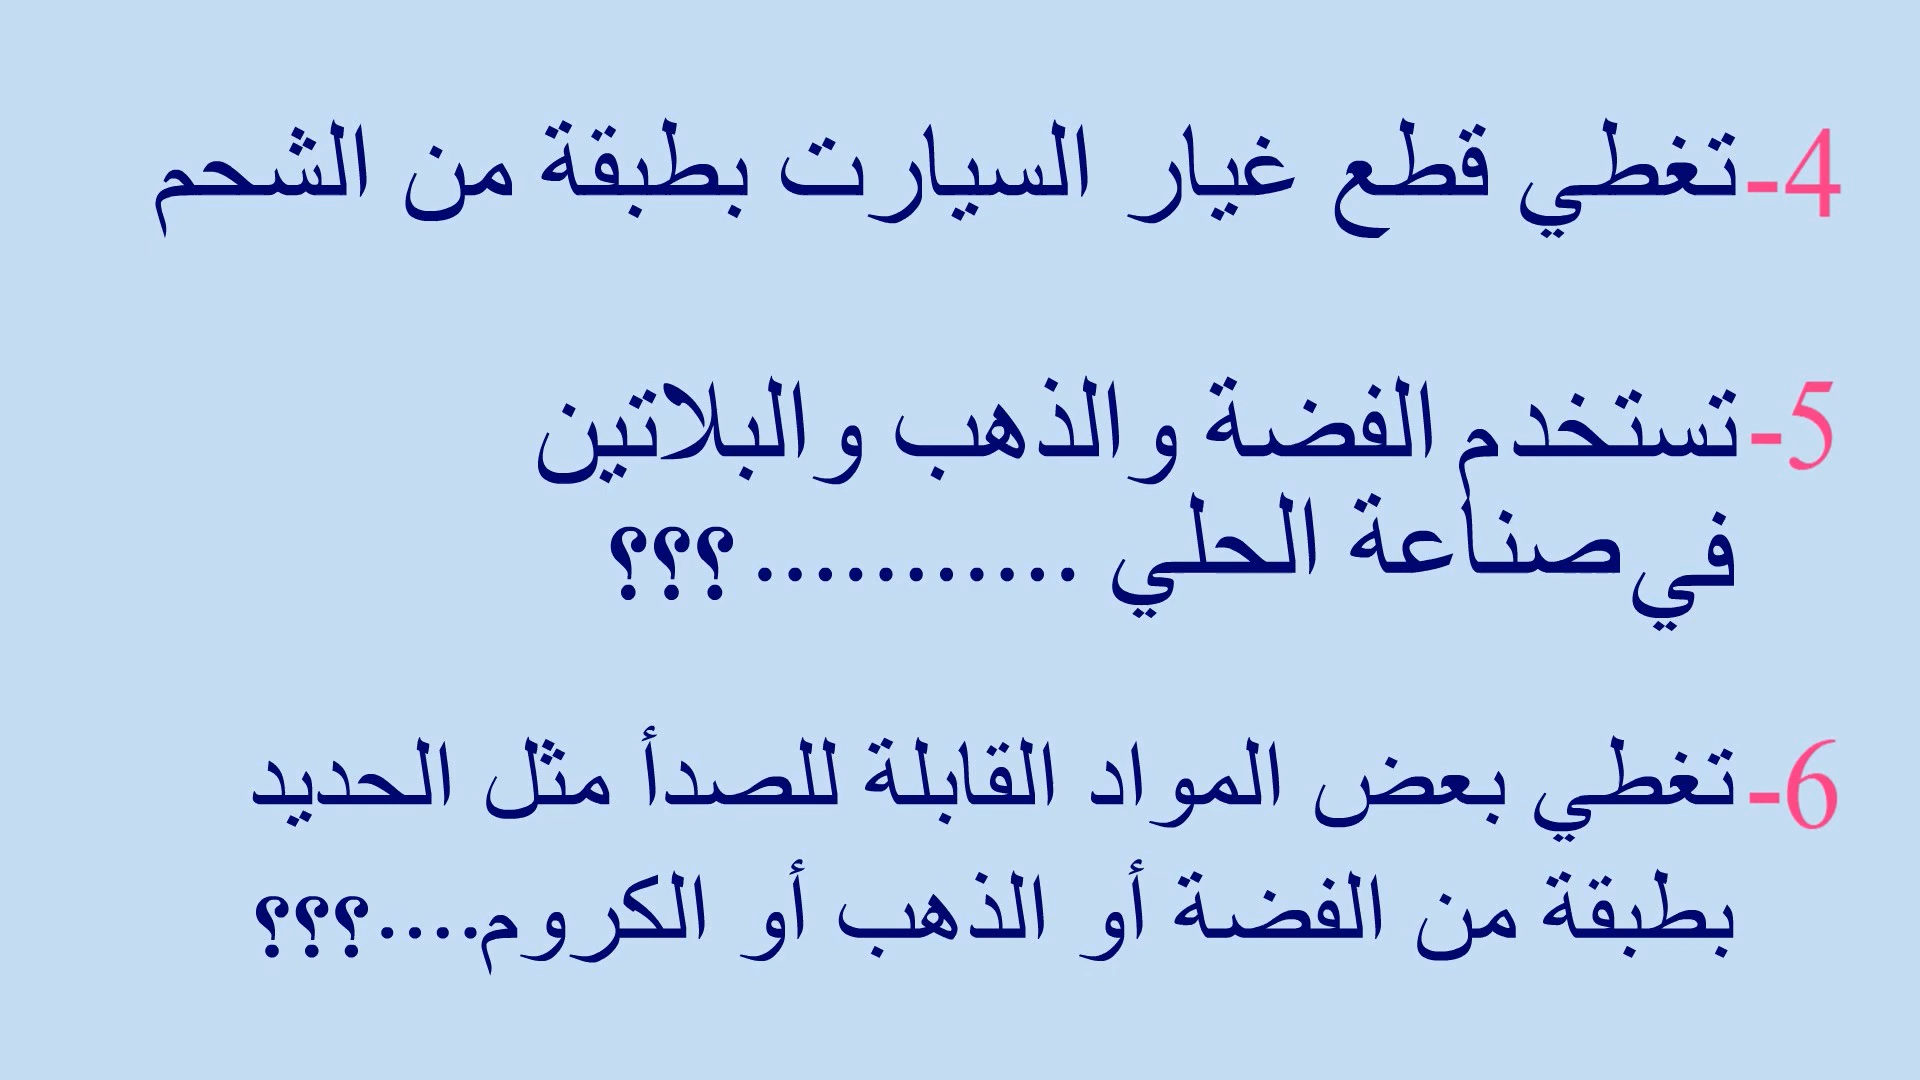 4- تغطي قطع غيار السيارت بطبقة من الشحم
5- تستخدم الفضة والذهب والبلاتين
في صناعة الحلي ...........؟؟؟
6- تغطي بعض المواد القابلة للصدأ مثل الحديد
بطبقة من الفضة أو الذهب أو الكروم....؟؟؟